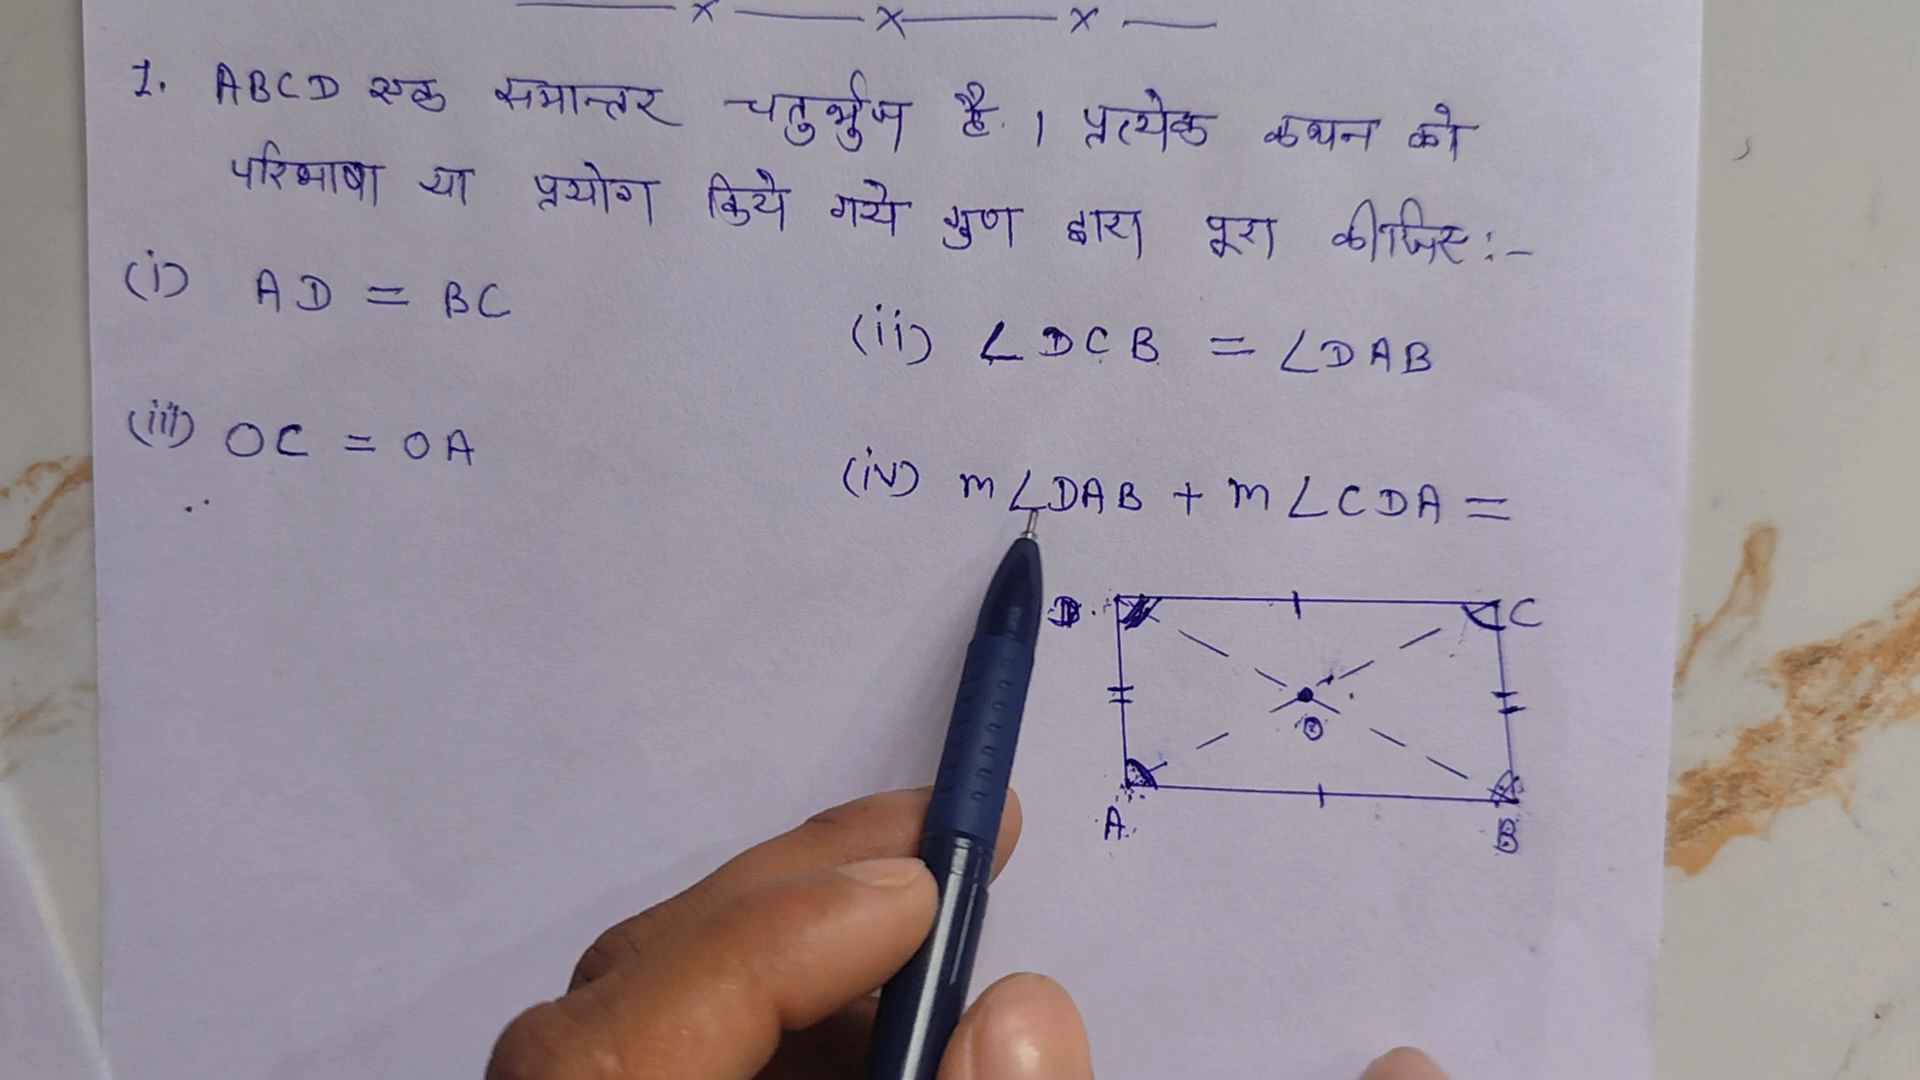 1. ABCD एक समान्तर चतुर्भुज है । प्रत्येक कथन को
परिभाषा या प्रयोग किये गये गुण द्वारा पूरा कीजिए :-
(i) AD = BC
(ii) ∠DCB = ∠DAB
(iii) OC = OA
(iv) m∠DAB + m∠CDA =
D C
O
A B